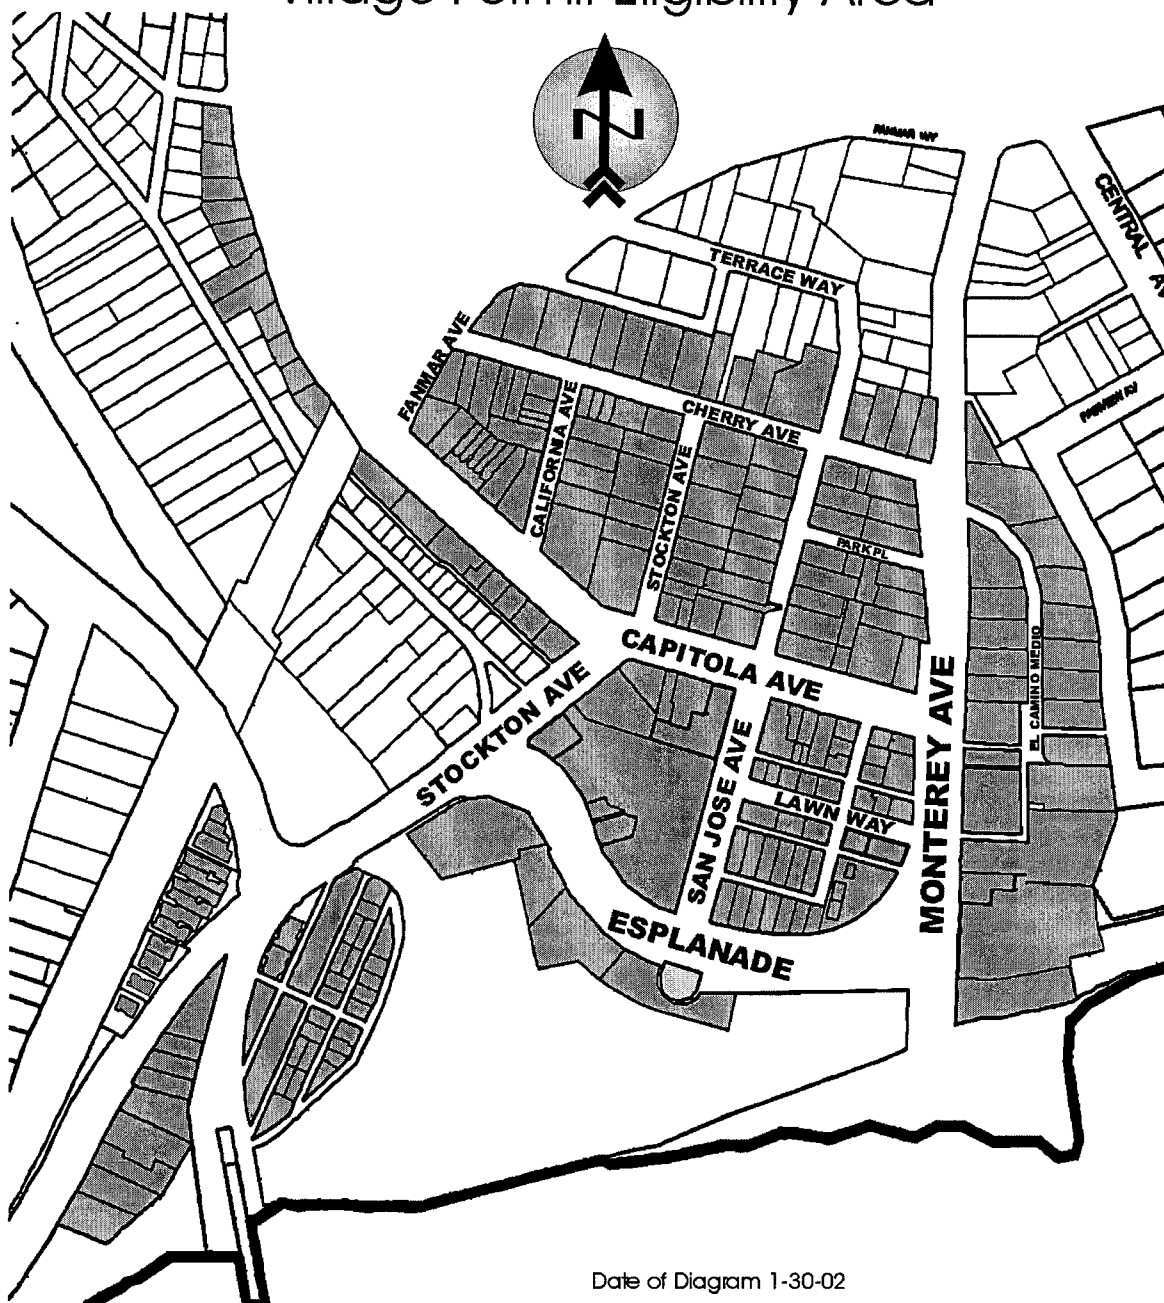 Village Permit Eligibility Area
N
CENTRAL AV
TERRACE WAY
FANMAR AVE
CHERRY AVE
CALIFORNIA AVE
STOCKTON AVE
PARK PL
CAPITOLA AVE
EL CAMINO MEDIO
STOCKTON AVE
SAN JOSE AVE
MONTEREY AVE
LAWN WAY
ESPLANADE
Date of Diagram 1-30-02